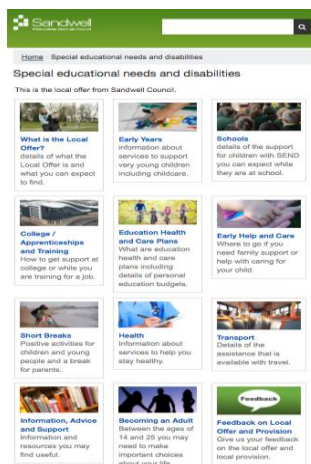 Sandwell
Home Special educational needs and disabilities
Special educational needs and disabilities
This is the local offer from Sandwell Council.
What is the Local
Offer?
details of what the
Local Offer is and
what you can expect
to find.
Early Years
information about
services to support
very young children
including childcare.
Schools
details of the support
for children with SEND
you can expect while
they are at school.
College /
Apprenticeships
and Training
How to get support at
college or while you
are training for a job.
Education Health
and Care Plans
What are education
health and care
plans including
details of personal
education budgets.
Early Help and Care
Where to go if you
need family support or
help with caring for
your child.
Short Breaks
Positive activities for
children and young
people and a break
for parents.
Health
Information about
services to help you
stay healthy.
Transport
Details of the
assistance that is
available with travel.
Information, Advice
and Support
Information and
resources you may
find useful.
Becoming an Adult
Between the ages of
14 and 25 you may
need to make
important choices
about your life
Feedback
Feedback on Local
Offer and Provision
Give us your feedback
on the local offer and
local provision.